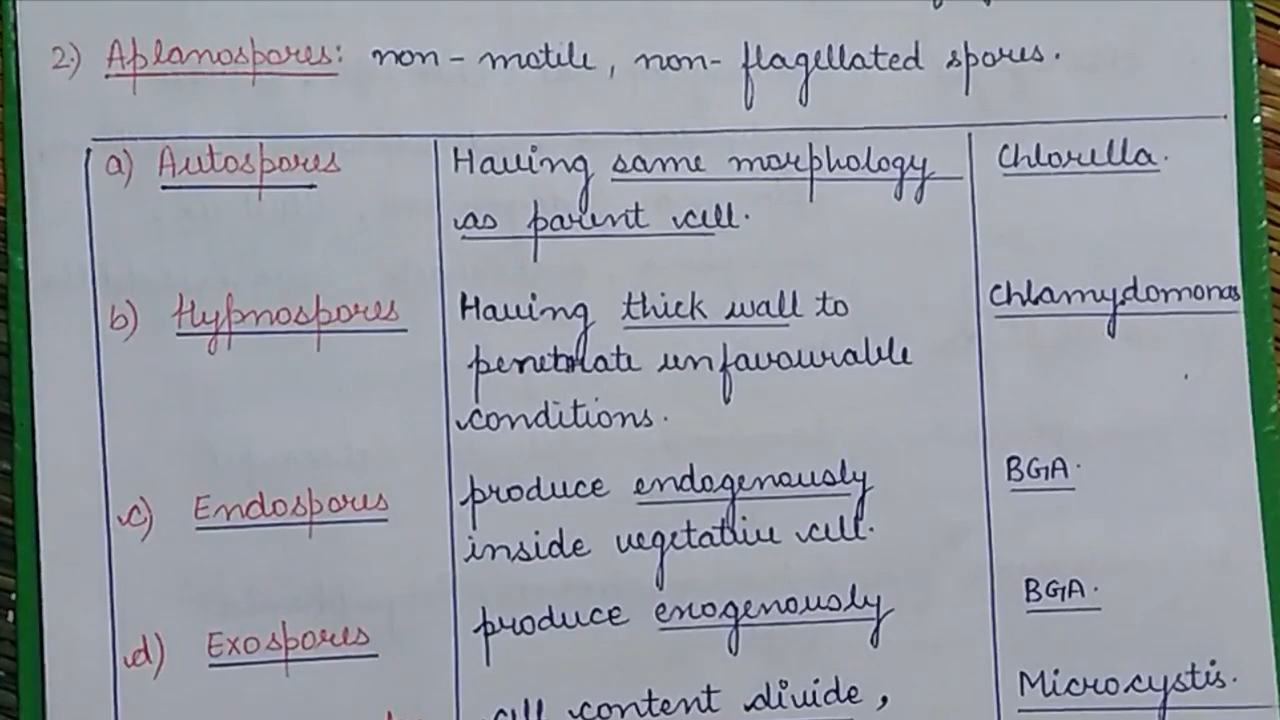 2.) Aplanospores: non-motile, non-flagellated spores.
a) Autospores
Having same morphology
as parent cell.
Chlorella.
b) Hypnospores
Having thick wall to
penetrate unfavourable
conditions.
Chlamydomonas
c) Endospores
produce endogenously
inside vegetative cell.
BGA.
d) Exospores
produce exogenously
BGA.
cell content divide,
Microcystis.